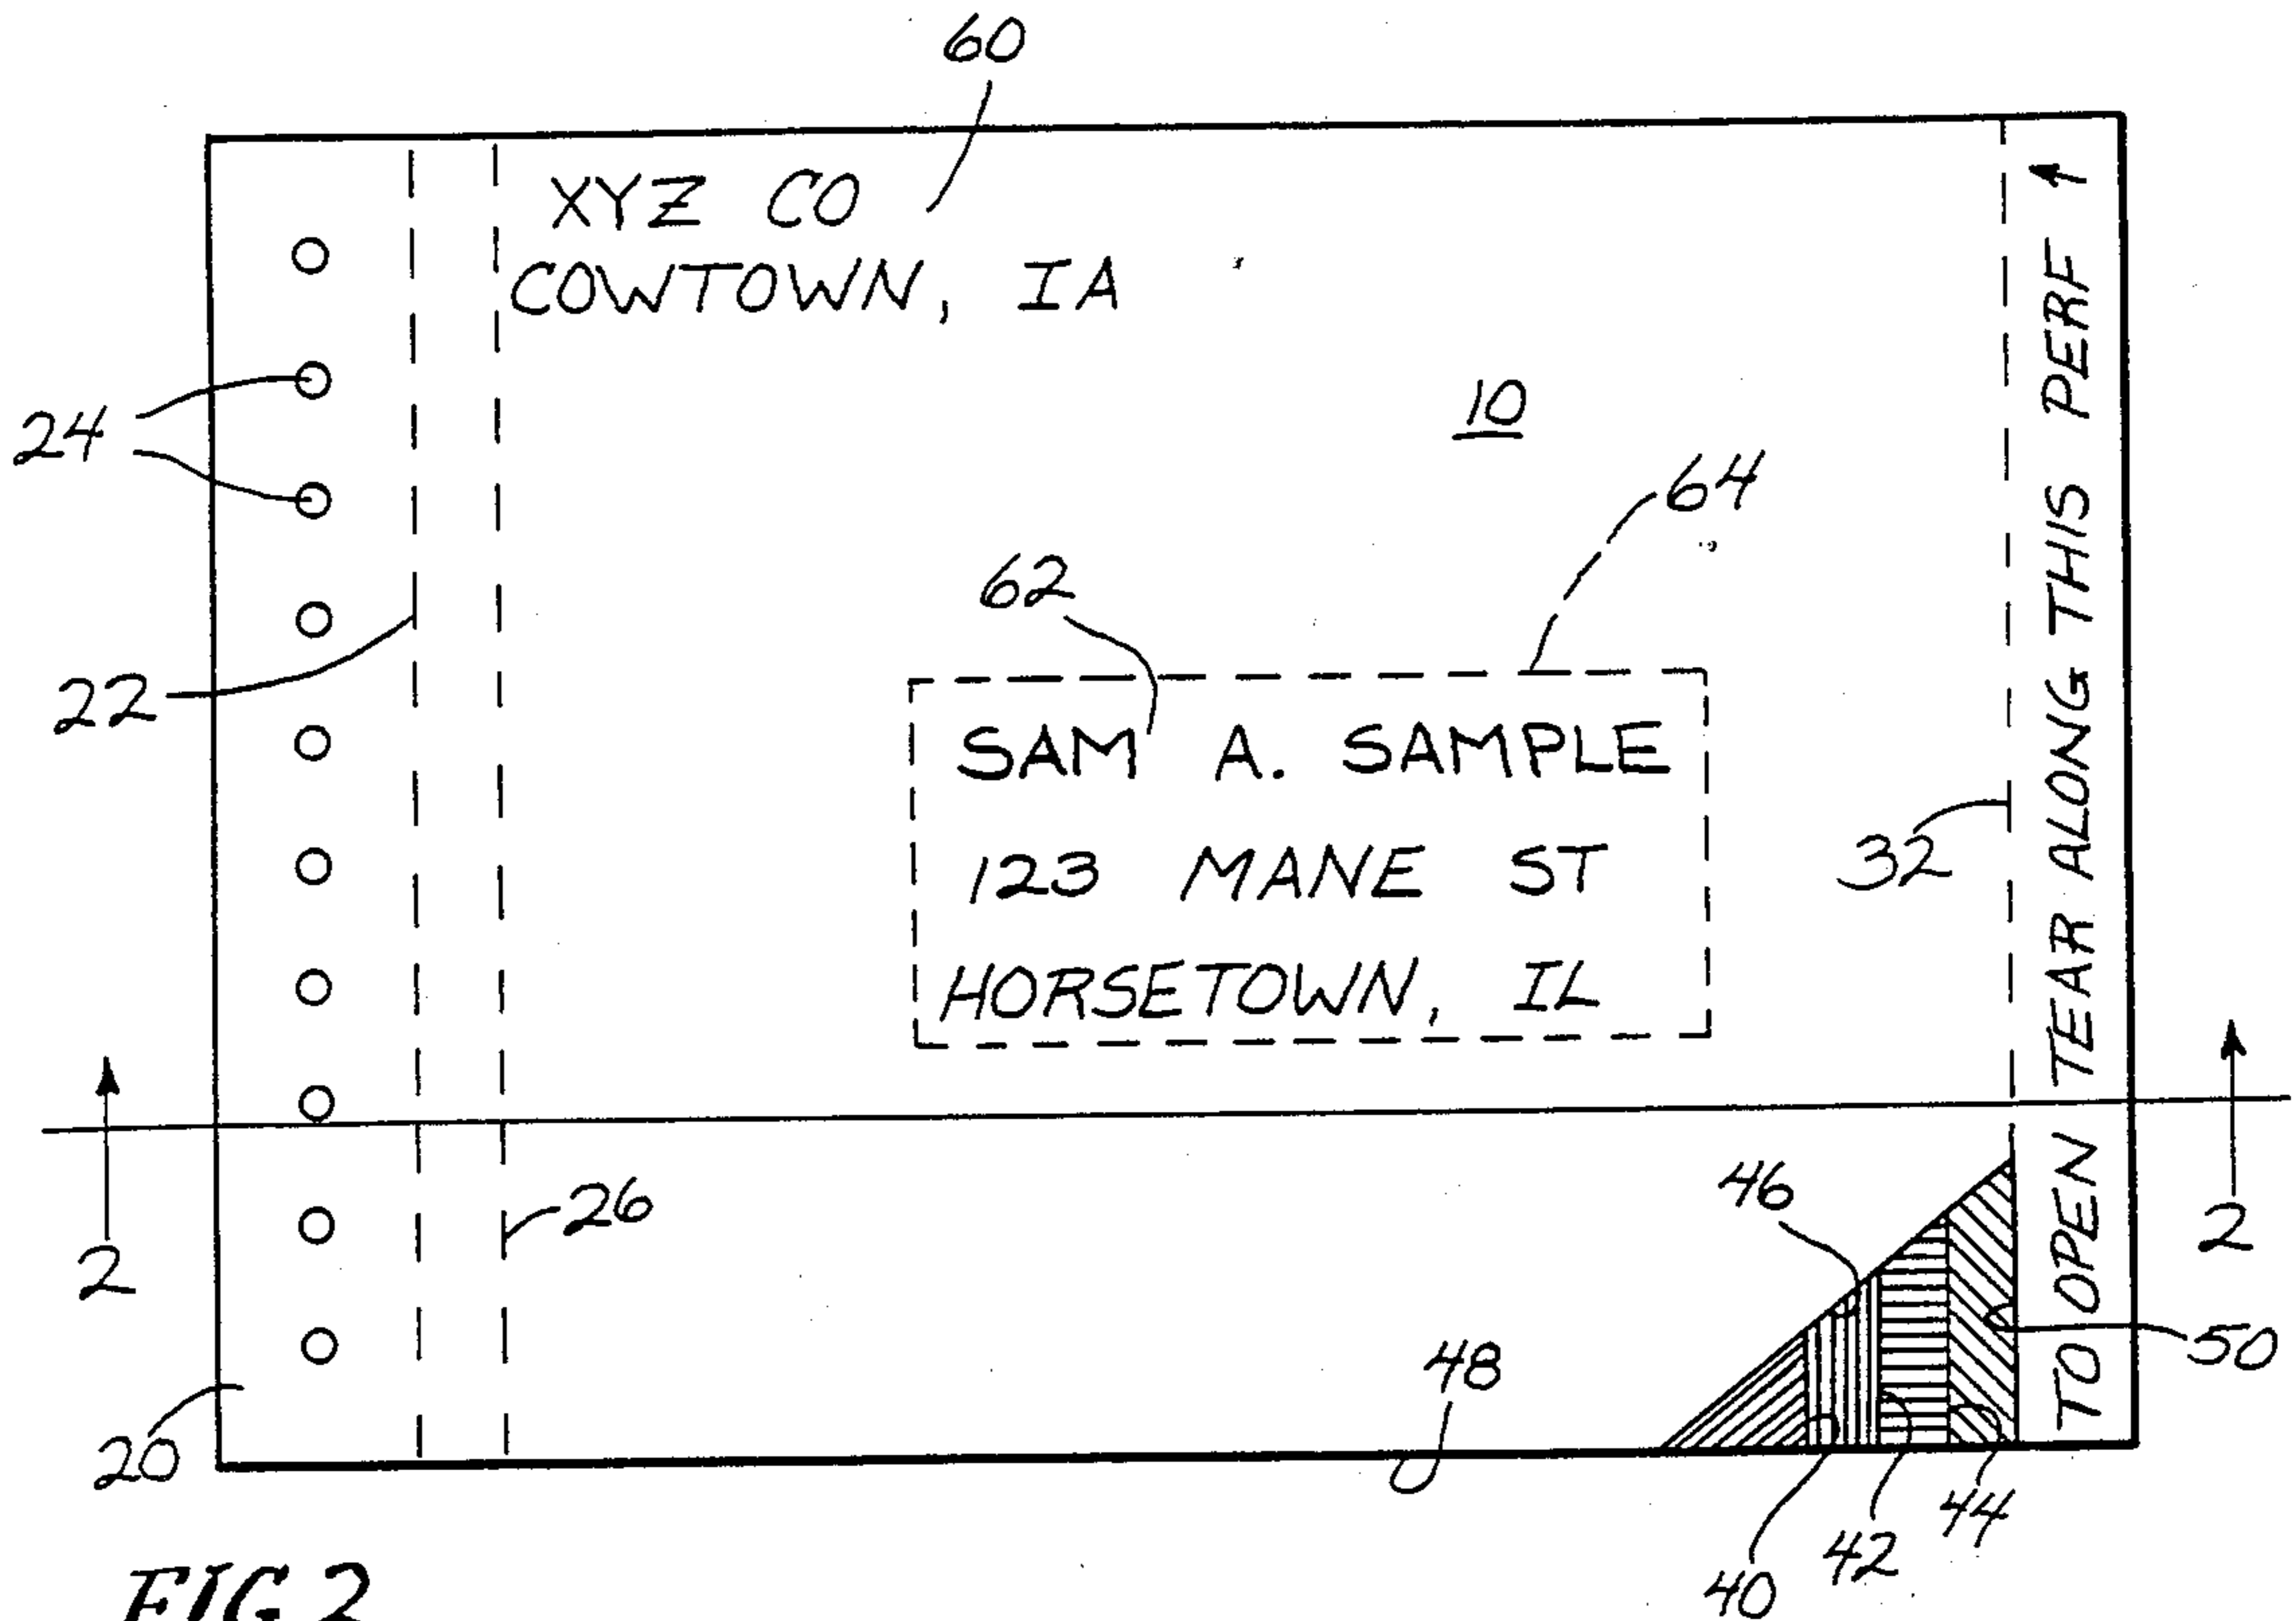 60
XYZ CO
COWTOWN, IA
10
24
64
62
22
SAM A. SAMPLE
123 MANE ST
HORSETOWN, IL
32
TO OPEN TEAR ALONG THIS PERF
46
26
2
2
50
48
20
44
42
40
FIG. 2